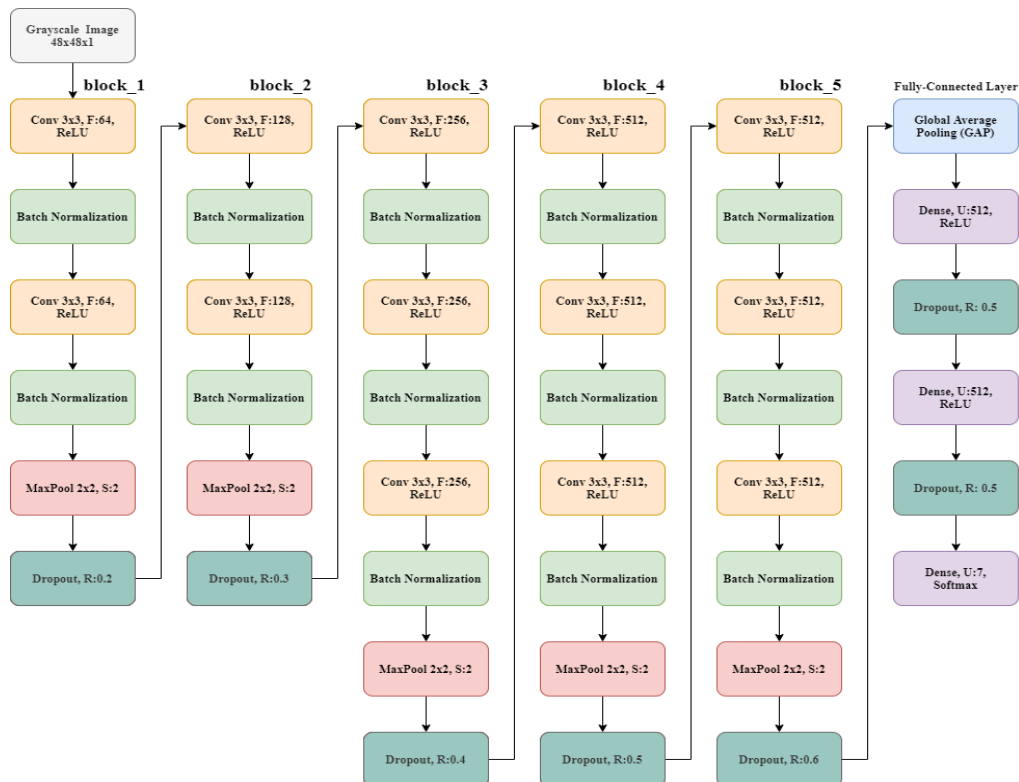 Grayscale Image
48x48x1
block_1
Conv 3x3, F:64,
ReLU
Batch Normalization
Conv 3x3, F:64,
ReLU
Batch Normalization
MaxPool 2x2, S:2
Dropout, R:0.2
block_2
Conv 3x3, F:128,
ReLU
Batch Normalization
Conv 3x3, F:128,
ReLU
Batch Normalization
MaxPool 2x2, S:2
Dropout, R:0.3
block_3
Conv 3x3, F:256,
ReLU
Batch Normalization
Conv 3x3, F:256,
ReLU
Batch Normalization
Conv 3x3, F:256,
ReLU
Batch Normalization
MaxPool 2x2, S:2
Dropout, R:0.4
block_4
Conv 3x3, F:512,
ReLU
Batch Normalization
Conv 3x3, F:512,
ReLU
Batch Normalization
Conv 3x3, F:512,
ReLU
Batch Normalization
MaxPool 2x2, S:2
Dropout, R:0.5
block_5
Conv 3x3, F:512,
ReLU
Batch Normalization
Conv 3x3, F:512,
ReLU
Batch Normalization
Conv 3x3, F:512,
ReLU
Batch Normalization
MaxPool 2x2, S:2
Dropout, R:0.6
Fully-Connected Layer
Global Average
Pooling (GAP)
Dense, U:512,
ReLU
Dropout, R: 0.5
Dense, U:512,
ReLU
Dropout, R: 0.5
Dense, U:7,
Softmax